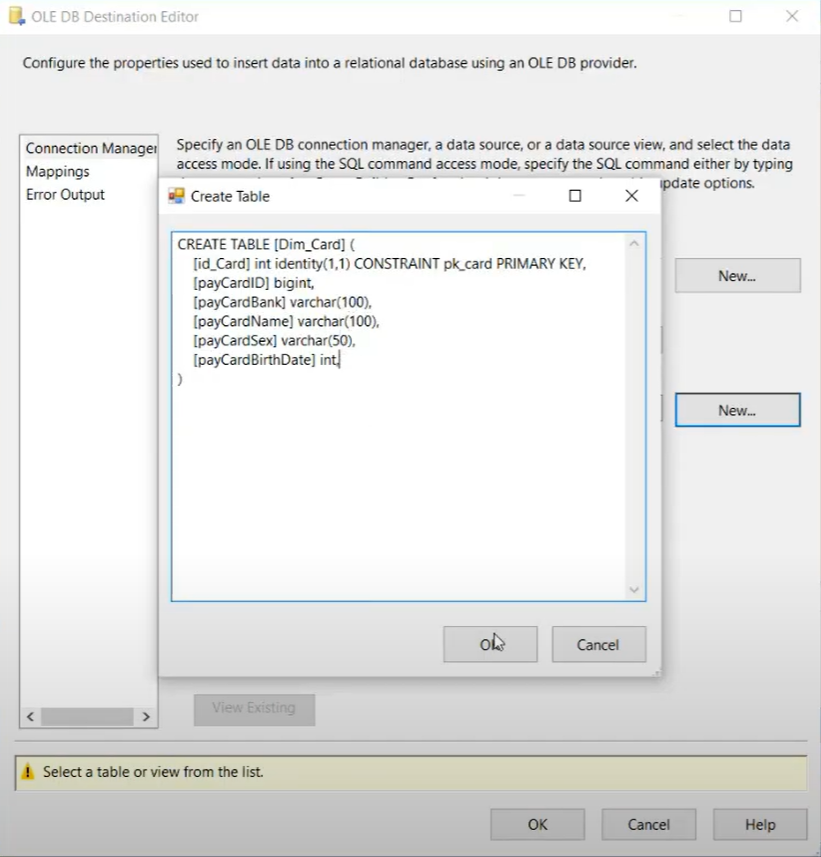 OLE DB Destination Editor
Configure the properties used to insert data into a relational database using an OLE DB provider.
Connection Manager
Mappings
Error Output
Specify an OLE DB connection manager, a data source, or a data source view, and select the data
access mode. If using the SQL command access mode, specify the SQL command either by typing
update options.
Create Table
CREATE TABLE [Dim_Card] (
[id_Card] int identity(1,1) CONSTRAINT pk_card PRIMARY KEY,
[payCardID] bigint,
[payCardBank] varchar(100),
[payCardName] varchar(100),
[payCardSex] varchar(50),
[payCardBirthDate] int,
)
New...
New...
OK
Cancel
View Existing
Select a table or view from the list.
OK
Cancel
Help